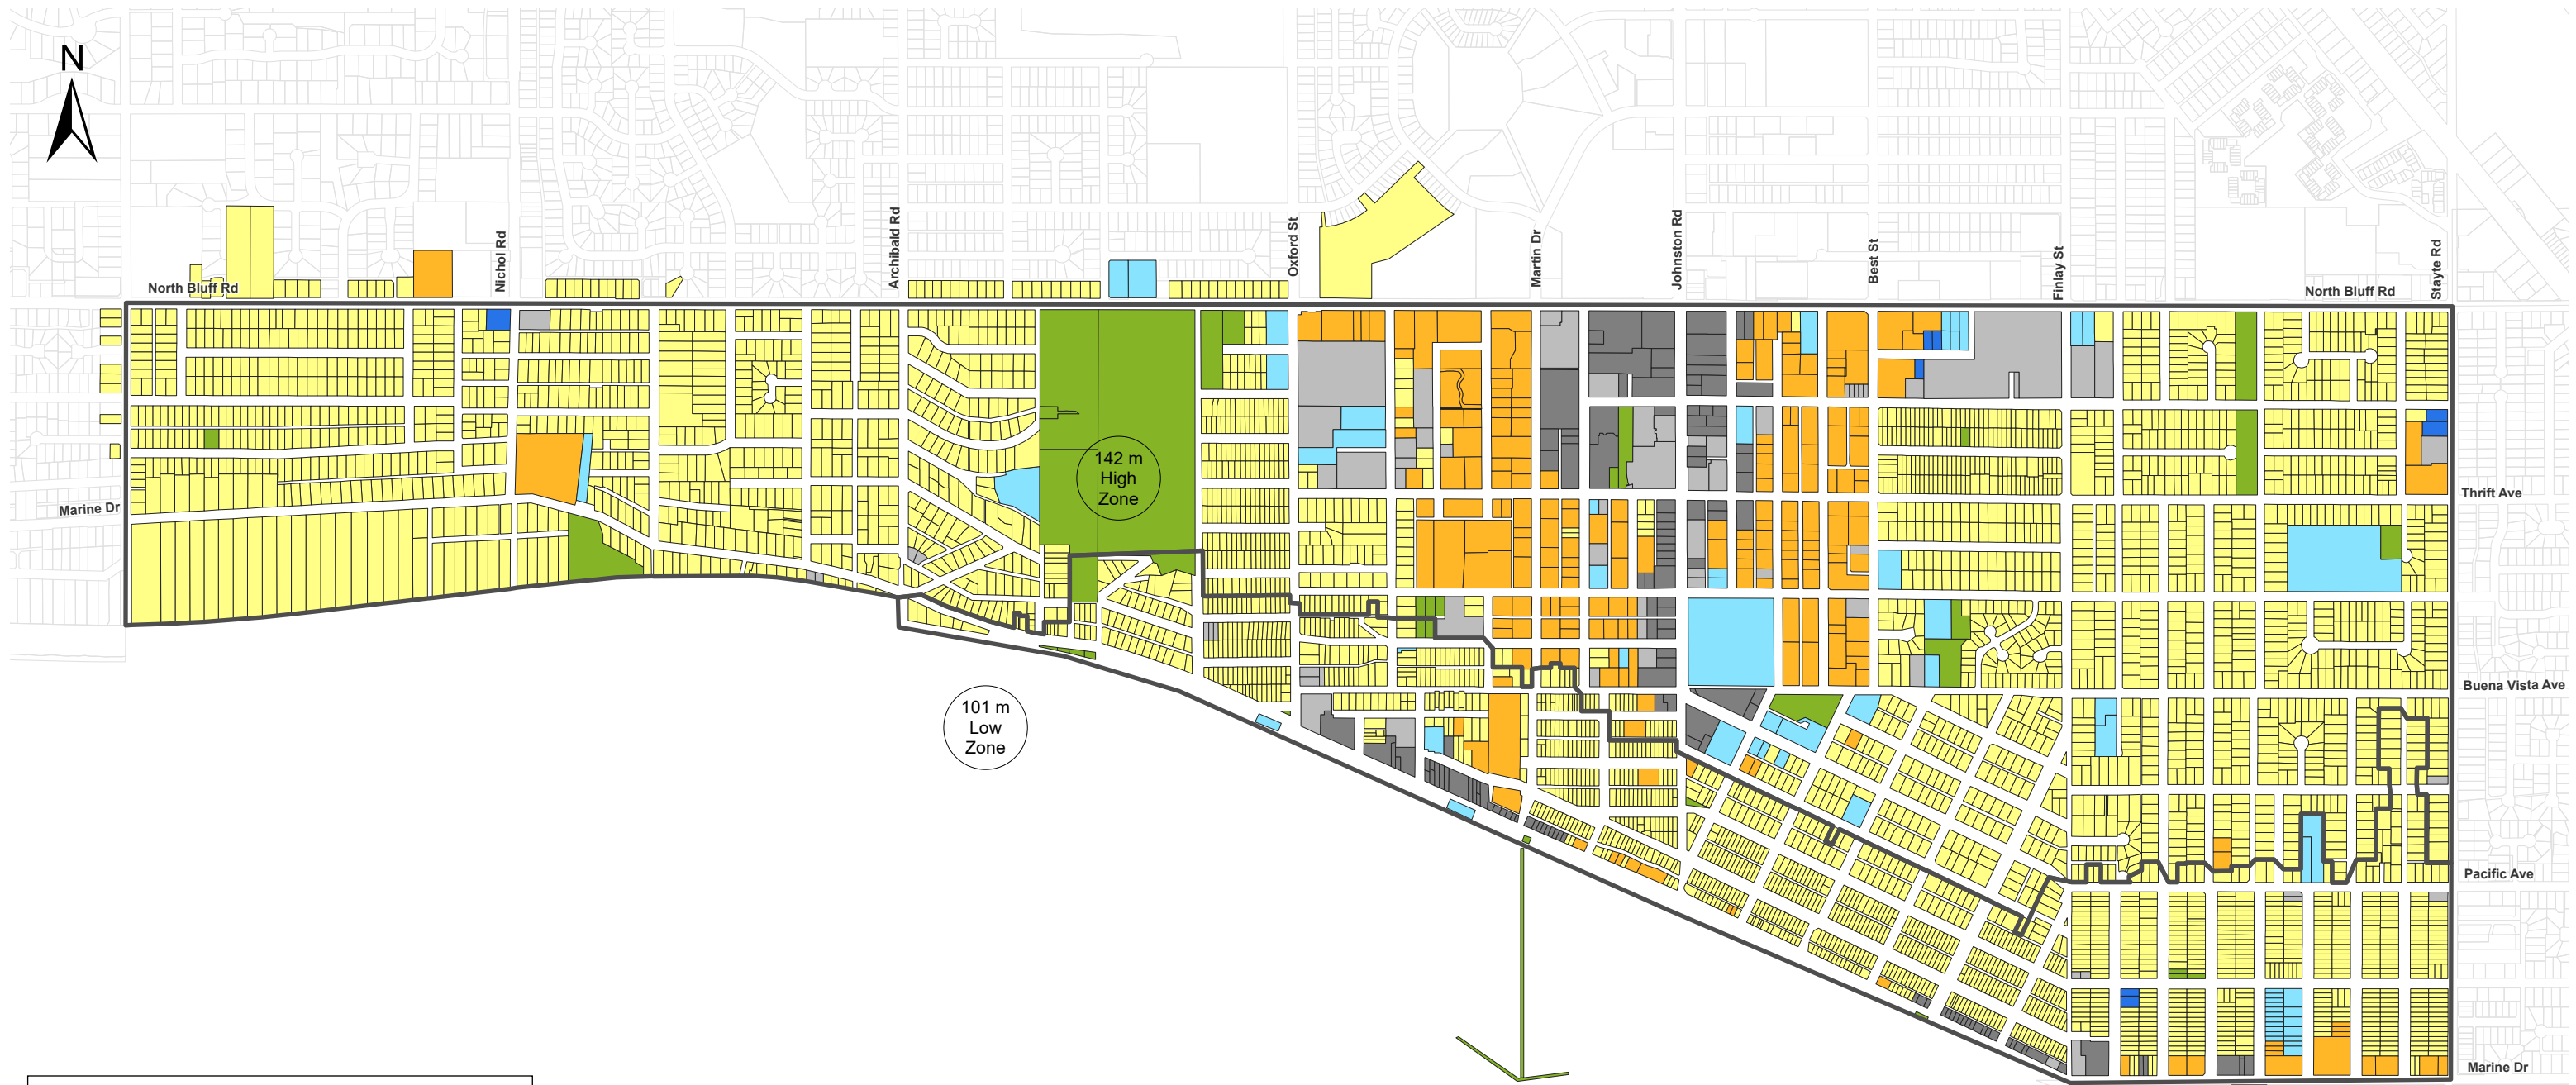 N
Nichol Rd
Archibald Rd
Oxford St
Martin Dr
Johnston Rd
Best St
Finlay St
Stayte Rd
North Bluff Rd
North Bluff Rd
142 m
High
Zone
Marine Dr
Thrift Ave
101 m
Low
Zone
Buena Vista Ave
Pacific Ave
Marine Dr